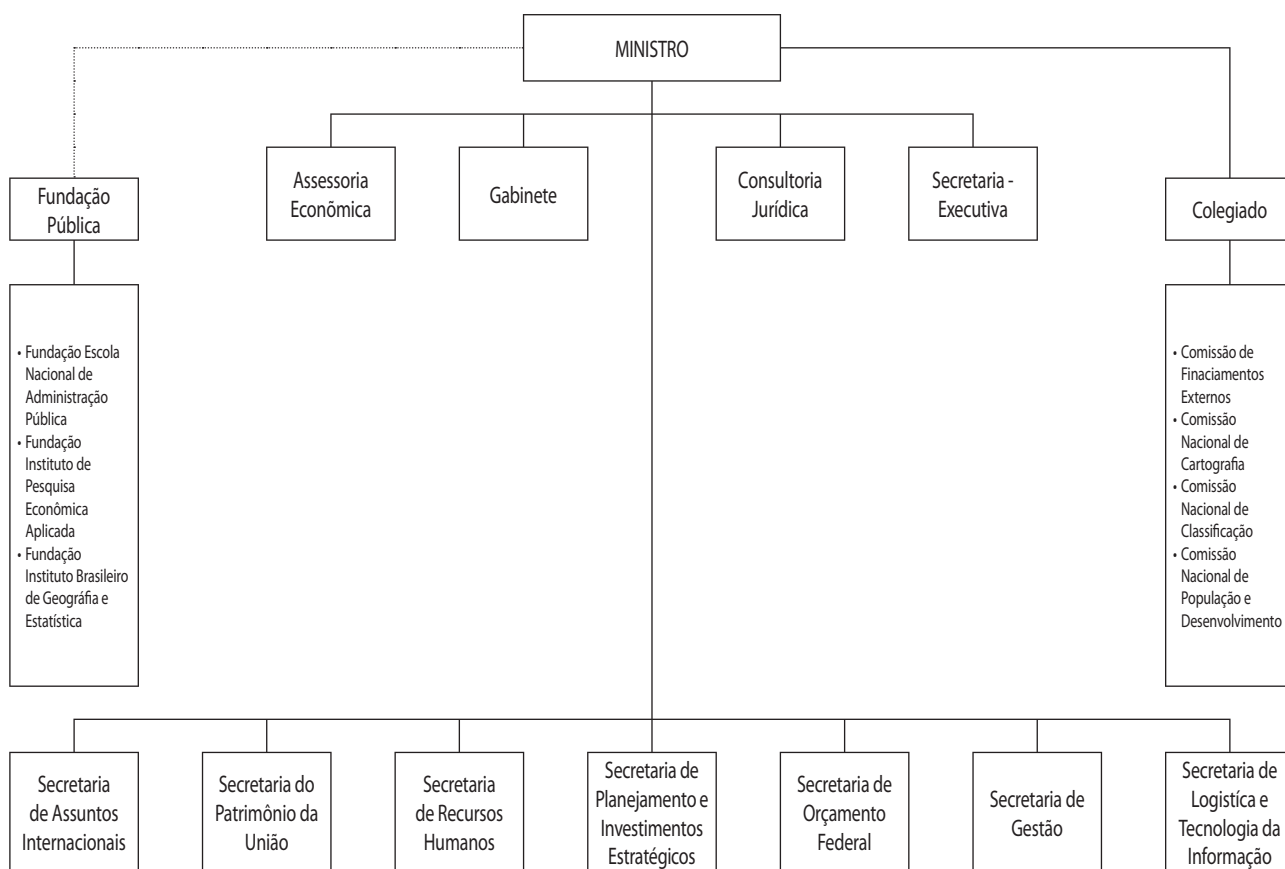 MINISTRO
Fundação
Pública
Assessoria
Econômica
Gabinete
Consultoria
Jurídica
Secretaria -
Executiva
Colegiado
• Fundação Escola
Nacional de
Administração
Pública
• Fundação
Instituto de
Pesquisa
Econômica
Aplicada
• Fundação
Instituto Brasileiro
de Geográfia e
Estatística
• Comissão de
Finaciamentos
Externos
• Comissão
Nacional de
Cartografia
• Comissão
Nacional de
Classificação
• Comissão
Nacional de
População e
Desenvolvimento
Secretaria
de Assuntos
Internacionais
Secretaria do
Patrimônio da
União
Secretaria
de Recursos
Humanos
Secretaria de
Planejamento e
Investimentos
Estratégicos
Secretaria de
Orçamento
Federal
Secretaria de
Gestão
Secretaria de
Logistíca e
Tecnologia da
Informação